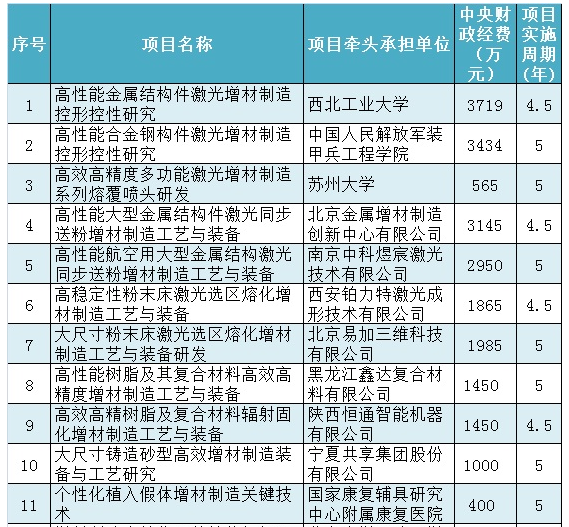 序号 项目名称 项目牵头承担单位 中央财政经费（万元） 项目实施周期(年)
1 高性能金属结构件激光增材制造控形控性研究 西北工业大学 3719 4.5
2 高性能合金钢构件激光增材制造控形控性研究 中国人民解放军装甲兵工程学院 3434 5
3 高效高精度多功能激光增材制造系列熔覆喷头研发 苏州大学 565 5
4 高性能大型金属结构件激光同步送粉增材制造工艺与装备 北京金属增材制造创新中心有限公司 3145 4.5
5 高性能航空用大型金属结构激光同步送粉增材制造工艺与装备 南京中科煜宸激光技术有限公司 2950 5
6 高稳定性粉末床激光选区熔化增材制造工艺与装备 西安铂力特激光成形技术有限公司 1865 4.5
7 大尺寸粉末床激光选区熔化增材制造工艺与装备研发 北京易加三维科技有限公司 1985 5
8 高性能树脂及其复合材料高效高精度增材制造工艺与装备 黑龙江鑫达复合材料有限公司 1450 5
9 高效高精树脂及复合材料辐射固化增材制造工艺与装备 陕西恒通智能机器有限公司 1450 4.5
10 大尺寸铸造砂型高效增材制造装备与工艺研究 宁夏共享集团股份有限公司 1000 5
11 个性化植入假体增材制造关键技术 国家康复辅具研究中心附属康复医院 400 5